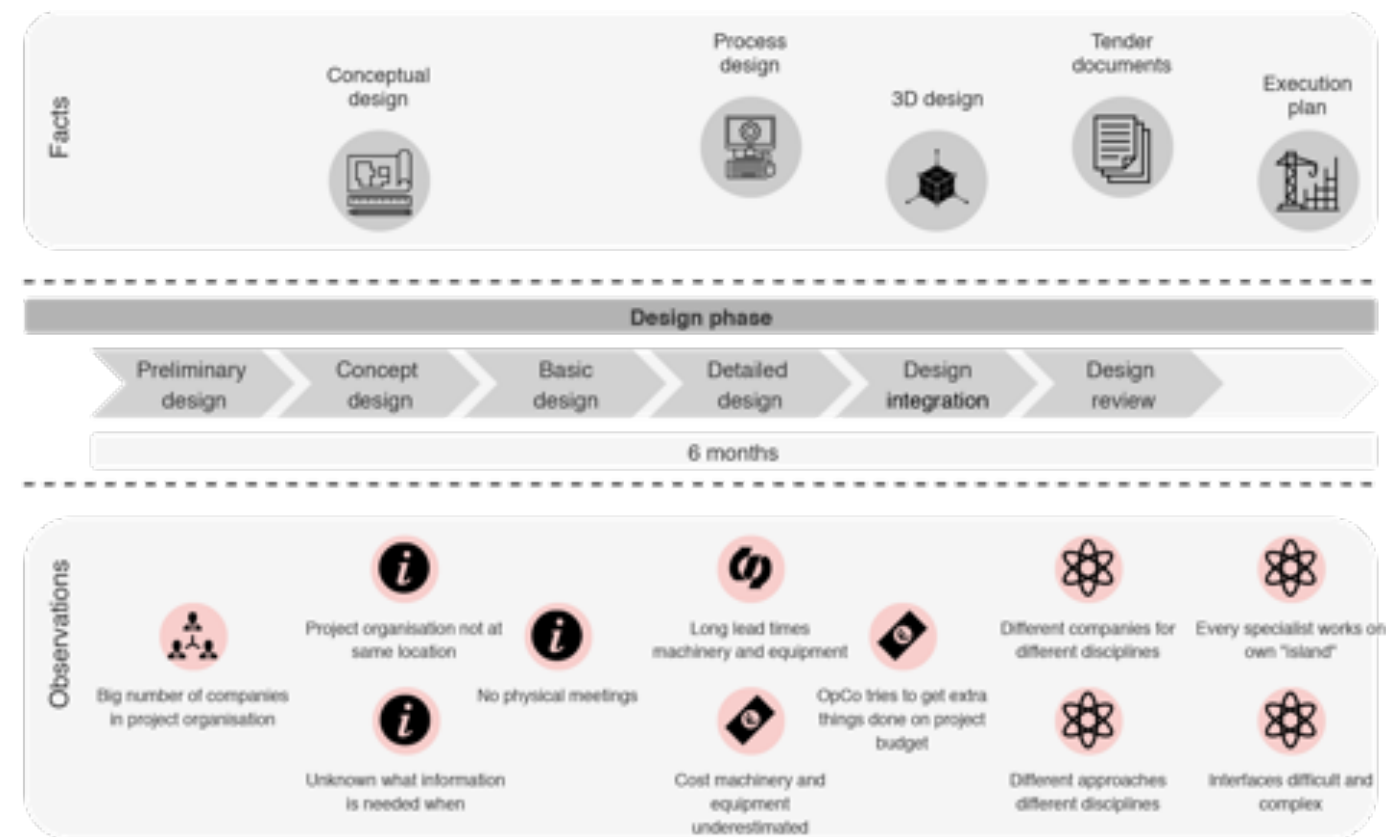 Facts
Conceptual
design
Process
design
3D design
Tender
documents
Execution
plan
Design phase
Preliminary
design
Concept
design
Basic
design
Detailed
design
Design
integration
Design
review
6 months
Observations
Big number of companies
in project organisation
Project organisation not at
same location
Unknown what information
is needed when
No physical meetings
Long lead times
machinery and equipment
Cost machinery and
equipment
underestimated
OpCo tries to get extra
things done on project
budget
Different companies for
different disciplines
Different approaches
different disciplines
Every specialist works on
own "island"
Interfaces difficult and
complex